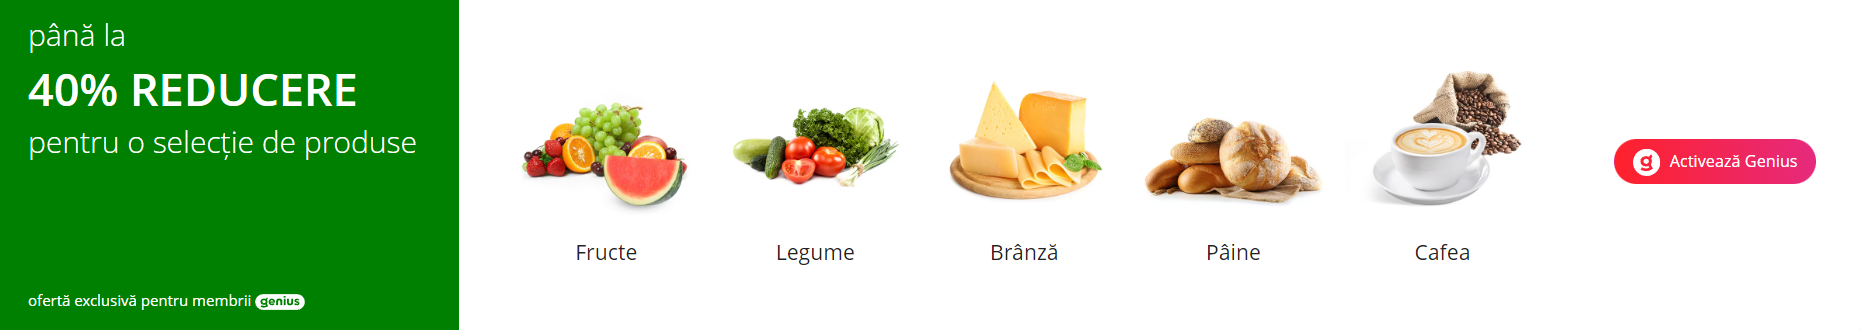 până la
40% REDUCERE
pentru o selecție de produse
ofertă exclusivă pentru membrii genius
Fructe
Legume
Brânză
Pâine
Cafea
g Activează Genius